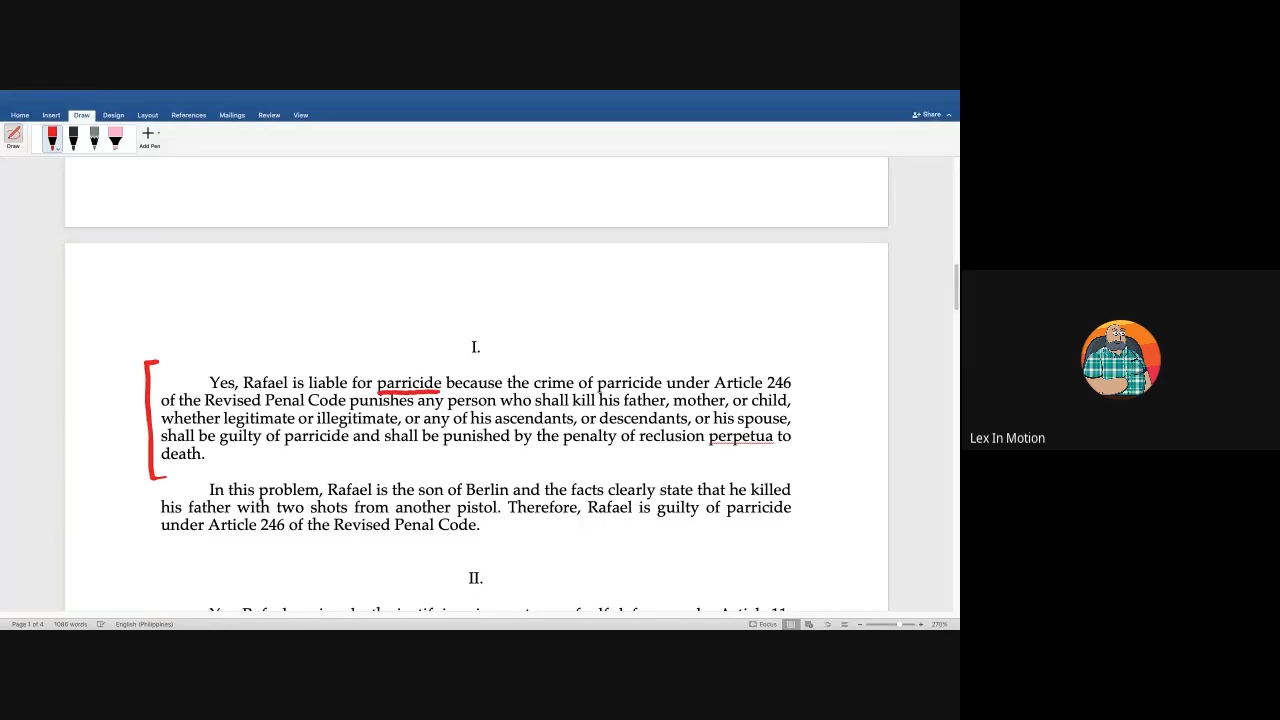 Home Insert Draw Design Layout References Mailings Review View Share
Draw Add Pen
I.
Yes, Rafael is liable for parricide because the crime of parricide under Article 246
of the Revised Penal Code punishes any person who shall kill his father, mother, or child,
whether legitimate or illegitimate, or any of his ascendants, or descendants, or his spouse,
shall be guilty of parricide and shall be punished by the penalty of reclusion perpetua to
death.
In this problem, Rafael is the son of Berlin and the facts clearly state that he killed
his father with two shots from another pistol. Therefore, Rafael is guilty of parricide
under Article 246 of the Revised Penal Code.
II.
Page 1 of 4 1086 words English (Philippines) Focus 270%
Lex In Motion